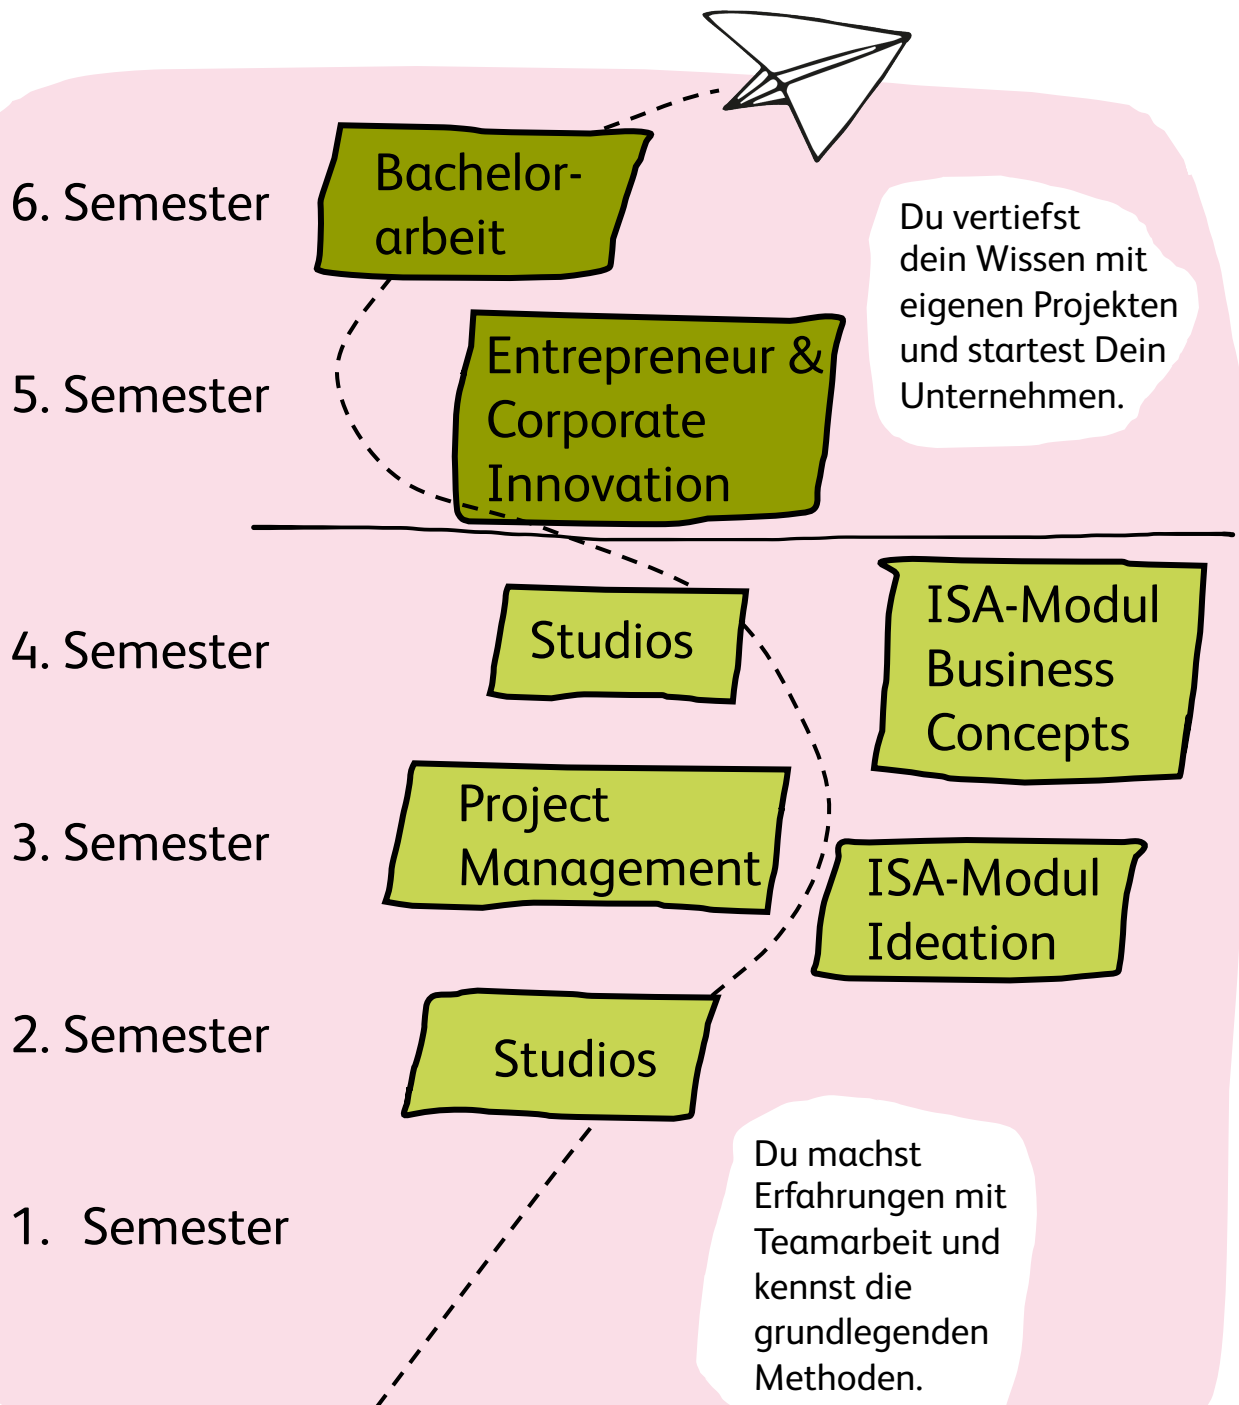 6. Semester
Bachelor-
arbeit
Du vertiefst
dein Wissen mit
eigenen Projekten
und startest Dein
Unternehmen.
5. Semester
Entrepreneur &
Corporate
Innovation
4. Semester
Studios
ISA-Modul
Business
Concepts
3. Semester
Project
Management
ISA-Modul
Ideation
2. Semester
Studios
1. Semester
Du machst
Erfahrungen mit
Teamarbeit und
kennst die
grundlegenden
Methoden.